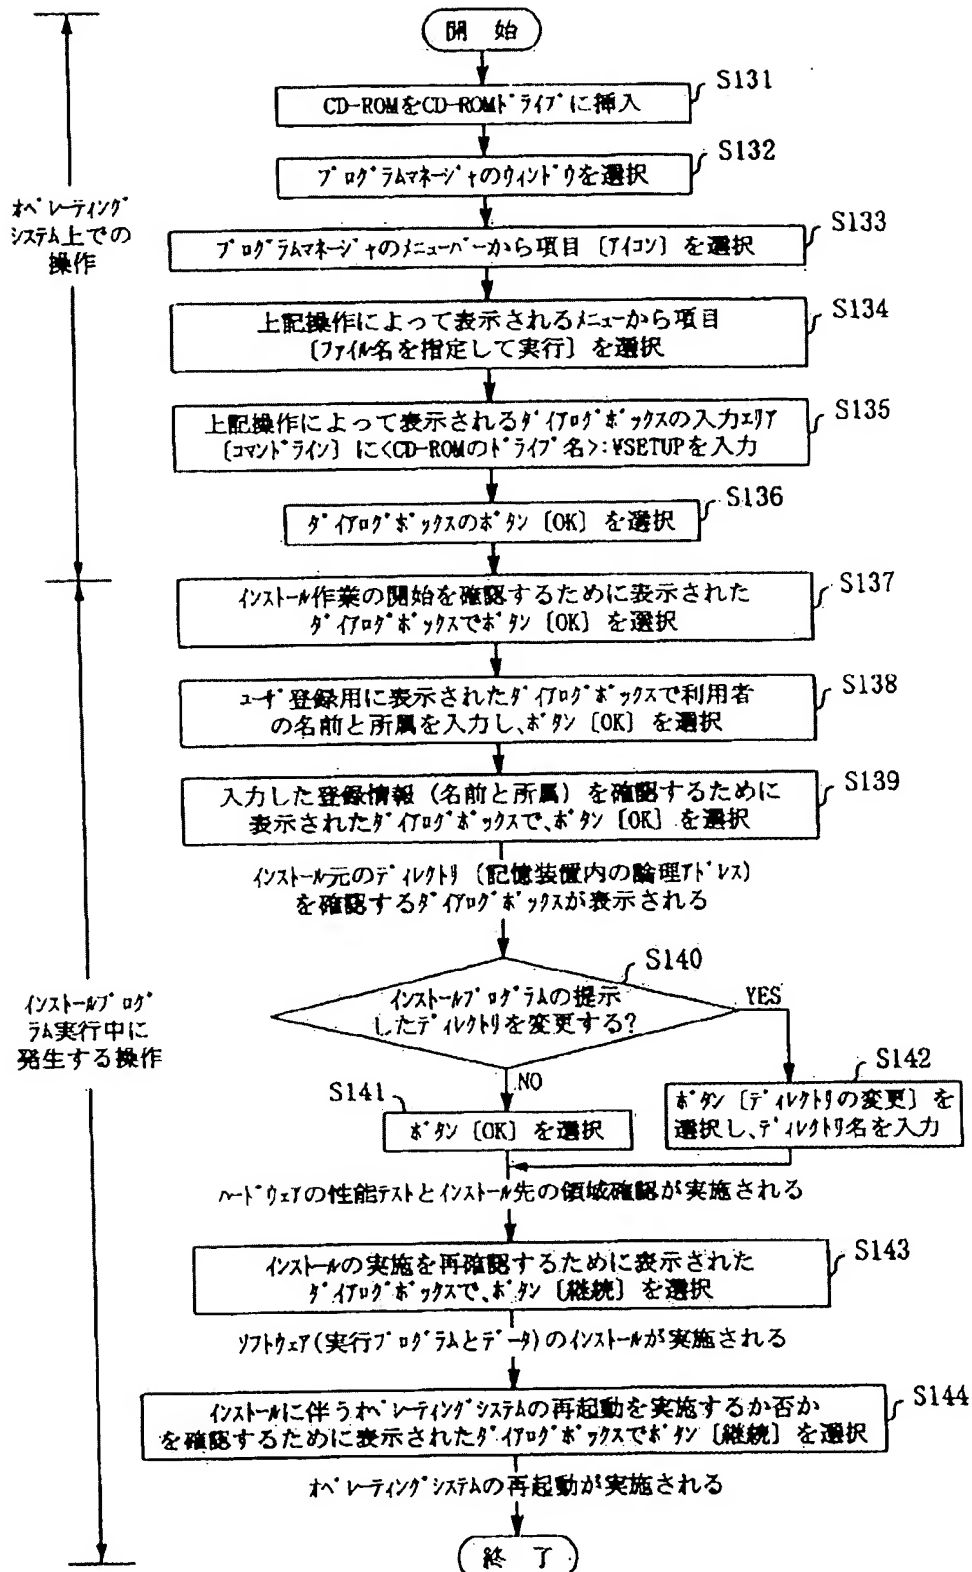 開 始
S131
CD-ROMをCD-ROMﾄﾞﾗｲﾌﾞに挿入
S132
ﾌﾟﾛｸﾞﾗﾑﾏﾈｰｼﾞｬのｳｨﾝﾄﾞｳを選択
S133
ﾌﾟﾛｸﾞﾗﾑﾏﾈｰｼﾞｬのﾒﾆｭｰﾊﾞｰから項目〔ｱｲｺﾝ〕を選択
S134
上記操作によって表示されるﾒﾆｭｰから項目
〔ﾌｧｲﾙ名を指定して実行〕を選択
S135
上記操作によって表示されるﾀﾞｲｱﾛｸﾞﾎﾞｯｸｽの入力ｴﾘｱ
〔ｺﾏﾝﾄﾞﾗｲﾝ〕に<CD-ROMのﾄﾞﾗｲﾌﾞ名>:¥SETUPを入力
S136
ﾀﾞｲｱﾛｸﾞﾎﾞｯｸｽのﾎﾞﾀﾝ〔OK〕を選択
ｵﾍﾟﾚｰﾃｨﾝｸﾞ
ｼｽﾃﾑ上での
操作
S137
ｲﾝｽﾄｰﾙ作業の開始を確認するために表示された
ﾀﾞｲｱﾛｸﾞﾎﾞｯｸｽでﾎﾞﾀﾝ〔OK〕を選択
S138
ﾕｰｻﾞ登録用に表示されたﾀﾞｲｱﾛｸﾞﾎﾞｯｸｽで利用者
の名前と所属を入力し､ﾎﾞﾀﾝ〔OK〕を選択
S139
入力した登録情報（名前と所属）を確認するために
表示されたﾀﾞｲｱﾛｸﾞﾎﾞｯｸｽで､ﾎﾞﾀﾝ〔OK〕を選択
ｲﾝｽﾄｰﾙ元のﾃﾞｨﾚｸﾄﾘ〔記憶装置内の論理ｱﾄﾞﾚｽ〕
を確認するﾀﾞｲｱﾛｸﾞﾎﾞｯｸｽが表示される
S140
ｲﾝｽﾄｰﾙﾌﾟﾛｸﾞﾗﾑの提示
したﾃﾞｨﾚｸﾄﾘを変更する?
YES
NO
S141
ﾎﾞﾀﾝ〔OK〕を選択
S142
ﾎﾞﾀﾝ〔ﾃﾞｨﾚｸﾄﾘの変更〕を
選択し､ﾃﾞｨﾚｸﾄﾘ名を入力
ﾊｰﾄﾞｳｪｱの性能ﾃｽﾄとｲﾝｽﾄｰﾙ先の領域確認が実施される
S143
ｲﾝｽﾄｰﾙの実施を再確認するために表示された
ﾀﾞｲｱﾛｸﾞﾎﾞｯｸｽで､ﾎﾞﾀﾝ〔継続〕を選択
ｿﾌﾄｳｪｱ(実行ﾌﾟﾛｸﾞﾗﾑとﾃﾞｰﾀ)のｲﾝｽﾄｰﾙが実施される
S144
ｲﾝｽﾄｰﾙに伴うｵﾍﾟﾚｰﾃｨﾝｸﾞｼｽﾃﾑの再起動を実施するか否か
を確認するために表示されたﾀﾞｲｱﾛｸﾞﾎﾞｯｸｽでﾎﾞﾀﾝ〔継続〕を選択
ｵﾍﾟﾚｰﾃｨﾝｸﾞｼｽﾃﾑの再起動が実施される
終 了
ｲﾝｽﾄｰﾙﾌﾟﾛｸﾞ
ﾗﾑ実行中に
発生する操作